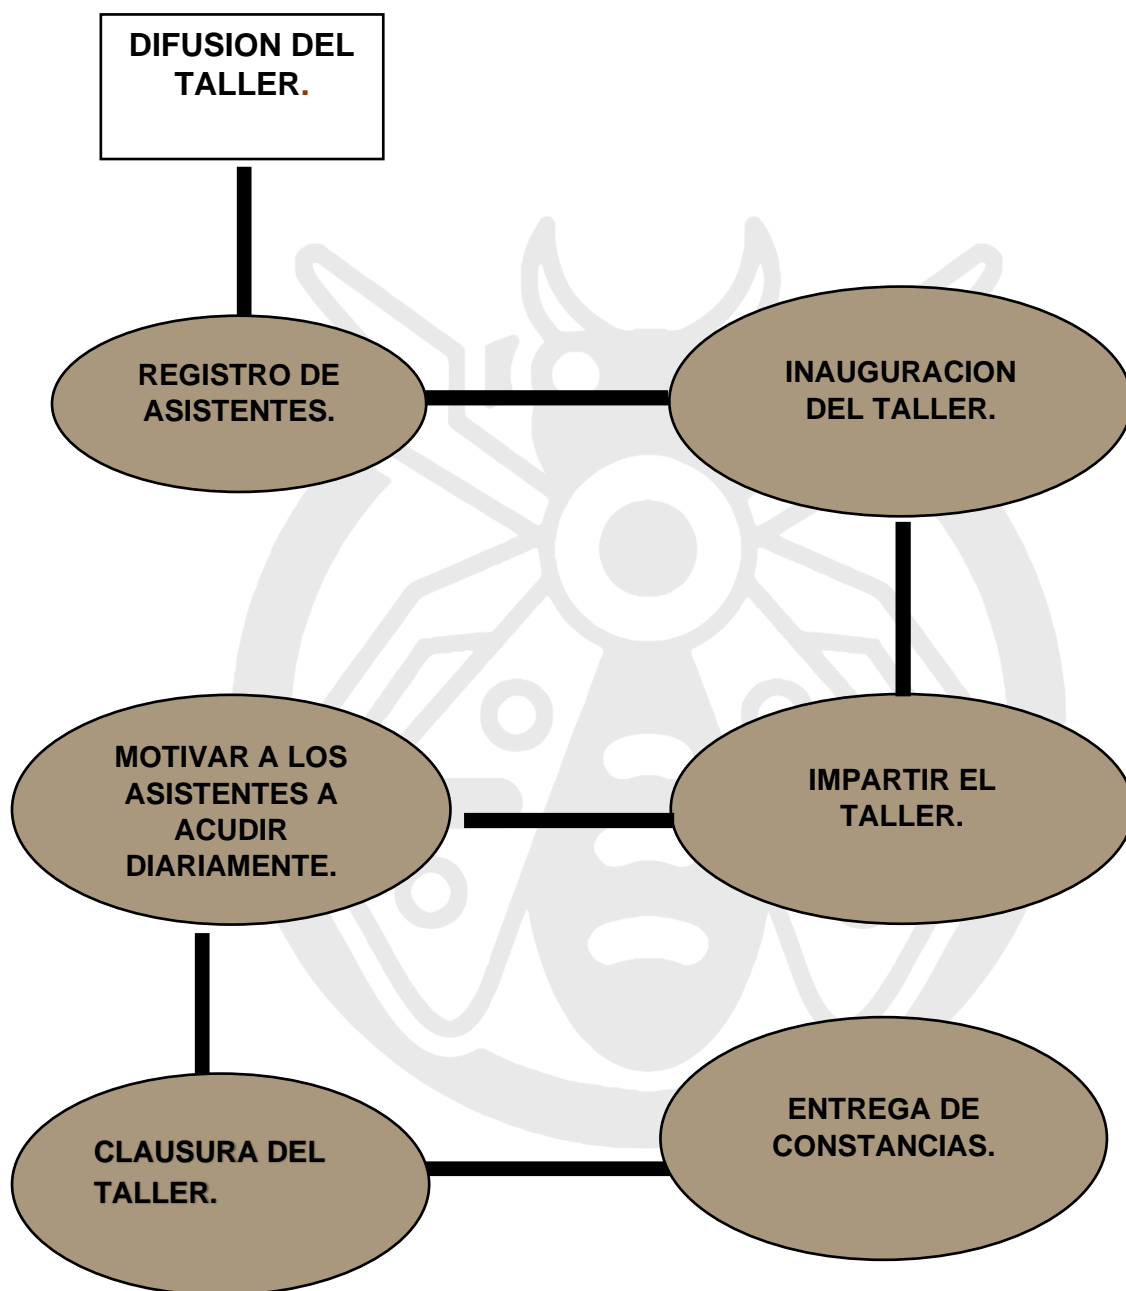 DIFUSION DEL
TALLER.
REGISTRO DE
ASISTENTES.
INAUGURACION
DEL TALLER.
IMPARTIR EL
TALLER.
MOTIVAR A LOS
ASISTENTES A
ACUDIR
DIARIAMENTE.
CLAUSURA DEL
TALLER.
ENTREGA DE
CONSTANCIAS.